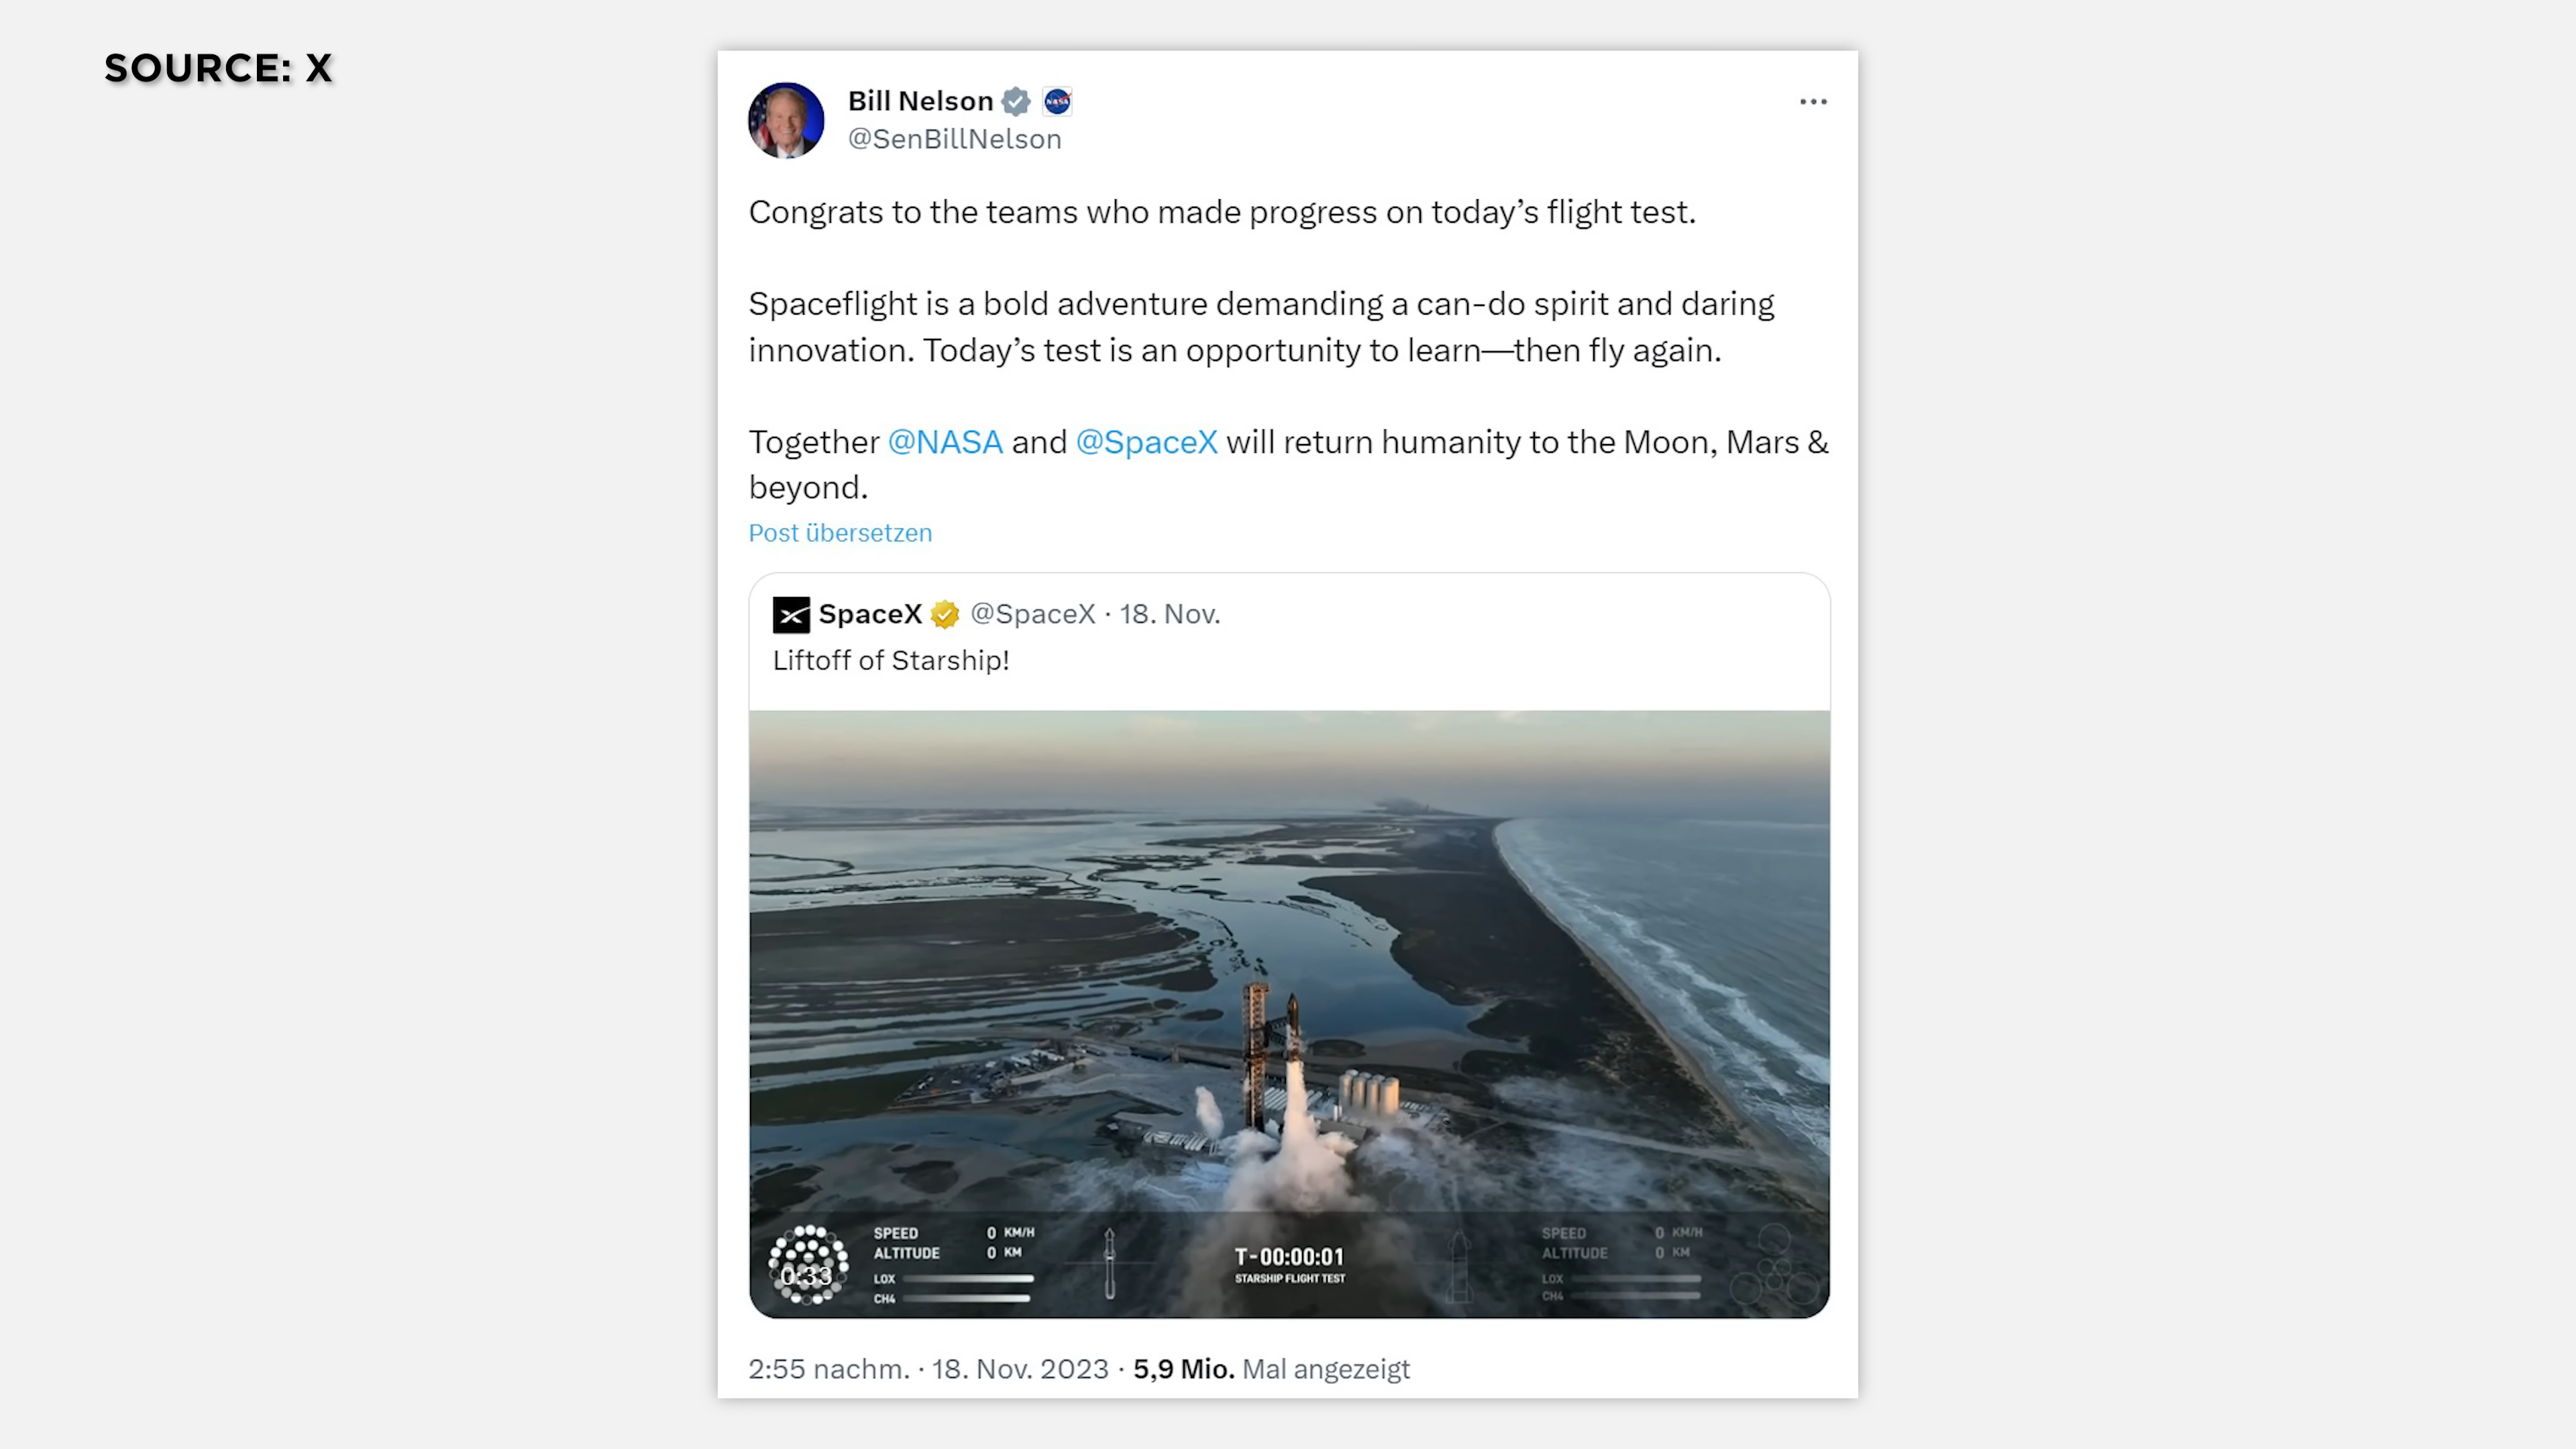 SOURCE: X
Bill Nelson
NASA
@SenBillNelson
Congrats to the teams who made progress on today’s flight test.
Spaceflight is a bold adventure demanding a can-do spirit and daring
innovation. Today’s test is an opportunity to learn—then fly again.
Together @NASA and @SpaceX will return humanity to the Moon, Mars &
beyond.
Post übersetzen
SpaceX @SpaceX · 18. Nov.
Liftoff of Starship!
SPEED 0 KM/H
ALTITUDE 0 KM
LOX
CH4
0:33
T-00:00:01
STARSHIP FLIGHT TEST
SPEED 0 KM/H
ALTITUDE 0 KM
LOX
CH4
2:55 nachm. · 18. Nov. 2023 · 5,9 Mio. Mal angezeigt